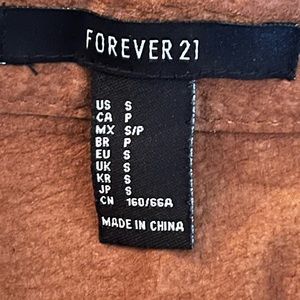 FOREVER 21
US S
CA P
MX S/P
BR P
EU S
UK S
KR S
JP S
CN 160/66A
MADE IN CHINA